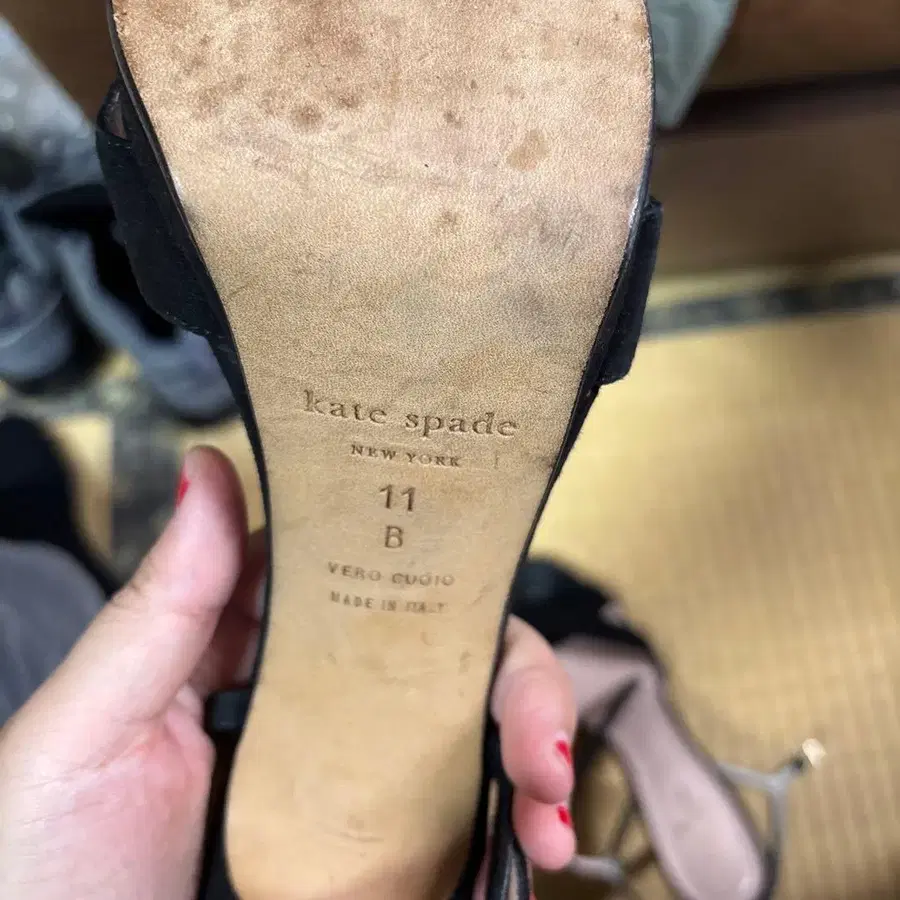 kate spade
NEW YORK
11
B
VERO CUOIO
MADE IN ITALY